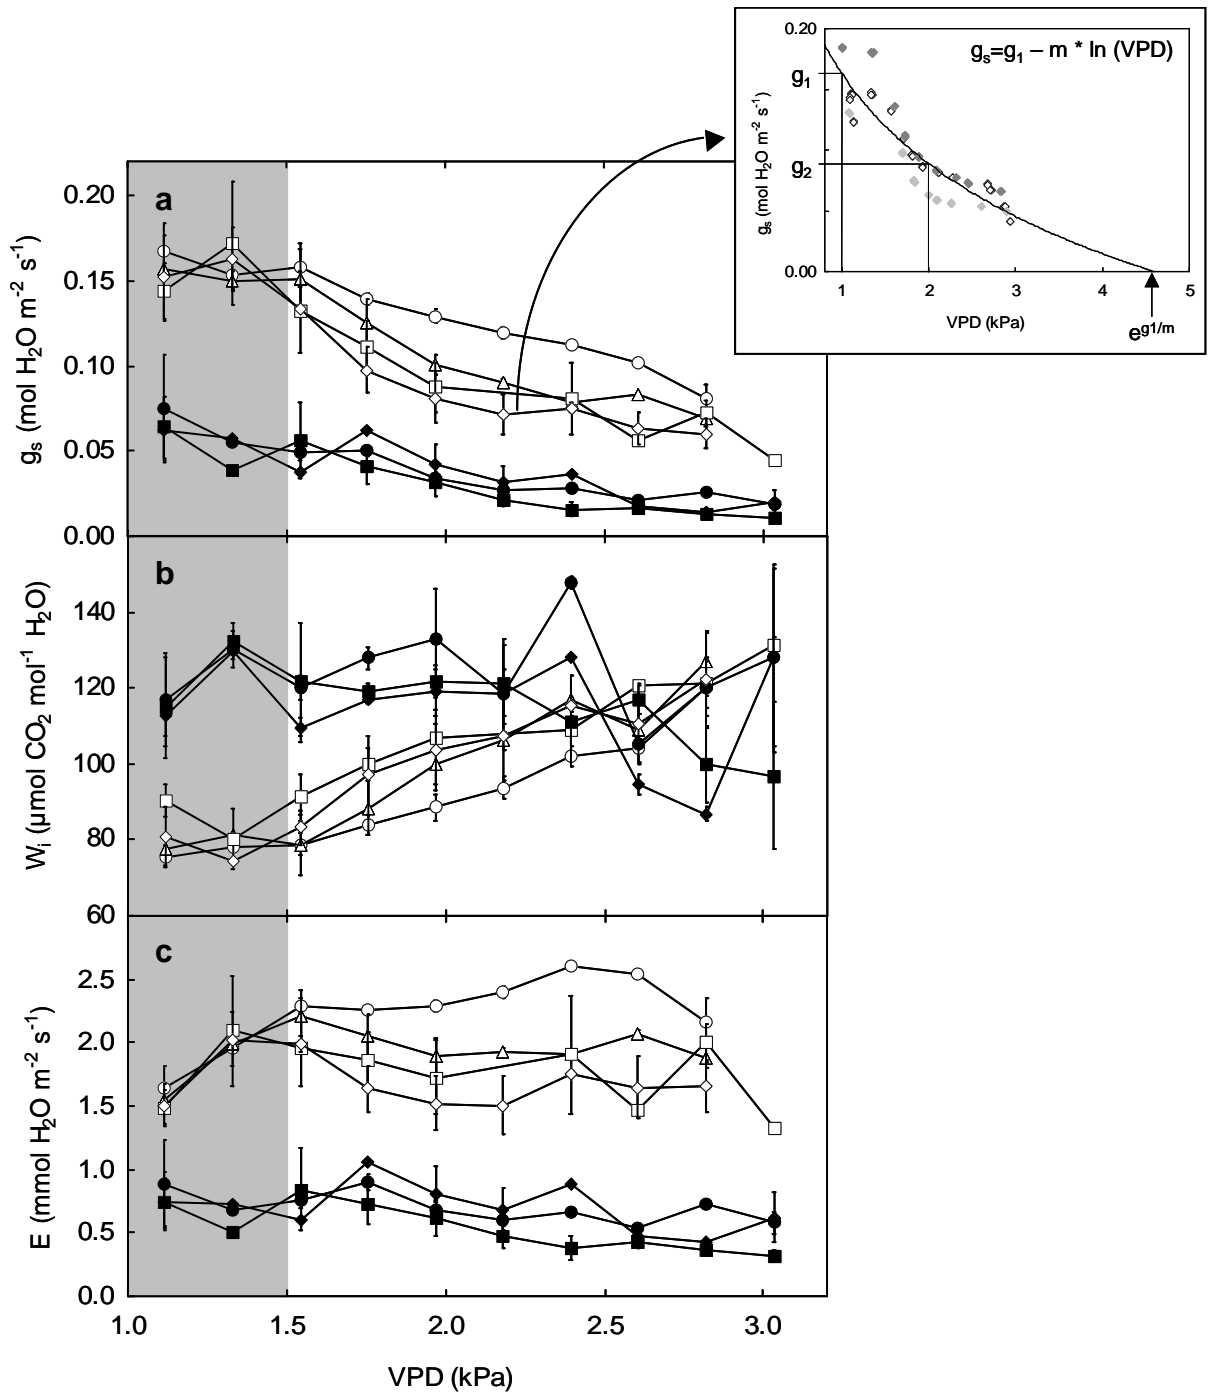 0.20
g₁
g₂
0.00
gₛ (mol H₂O m⁻² s⁻¹)
gₛ=g₁ – m * ln (VPD)
1 2 3 4 5
VPD (kPa)
e^g1/m
a
0.20
0.15
0.10
0.05
0.00
gₛ (mol H₂O m⁻² s⁻¹)
b
140
120
100
80
60
Wᵢ (µmol CO₂ mol⁻¹ H₂O)
c
2.5
2.0
1.5
1.0
0.5
0.0
E (mmol H₂O m⁻² s⁻¹)
1.0 1.5 2.0 2.5 3.0
VPD (kPa)